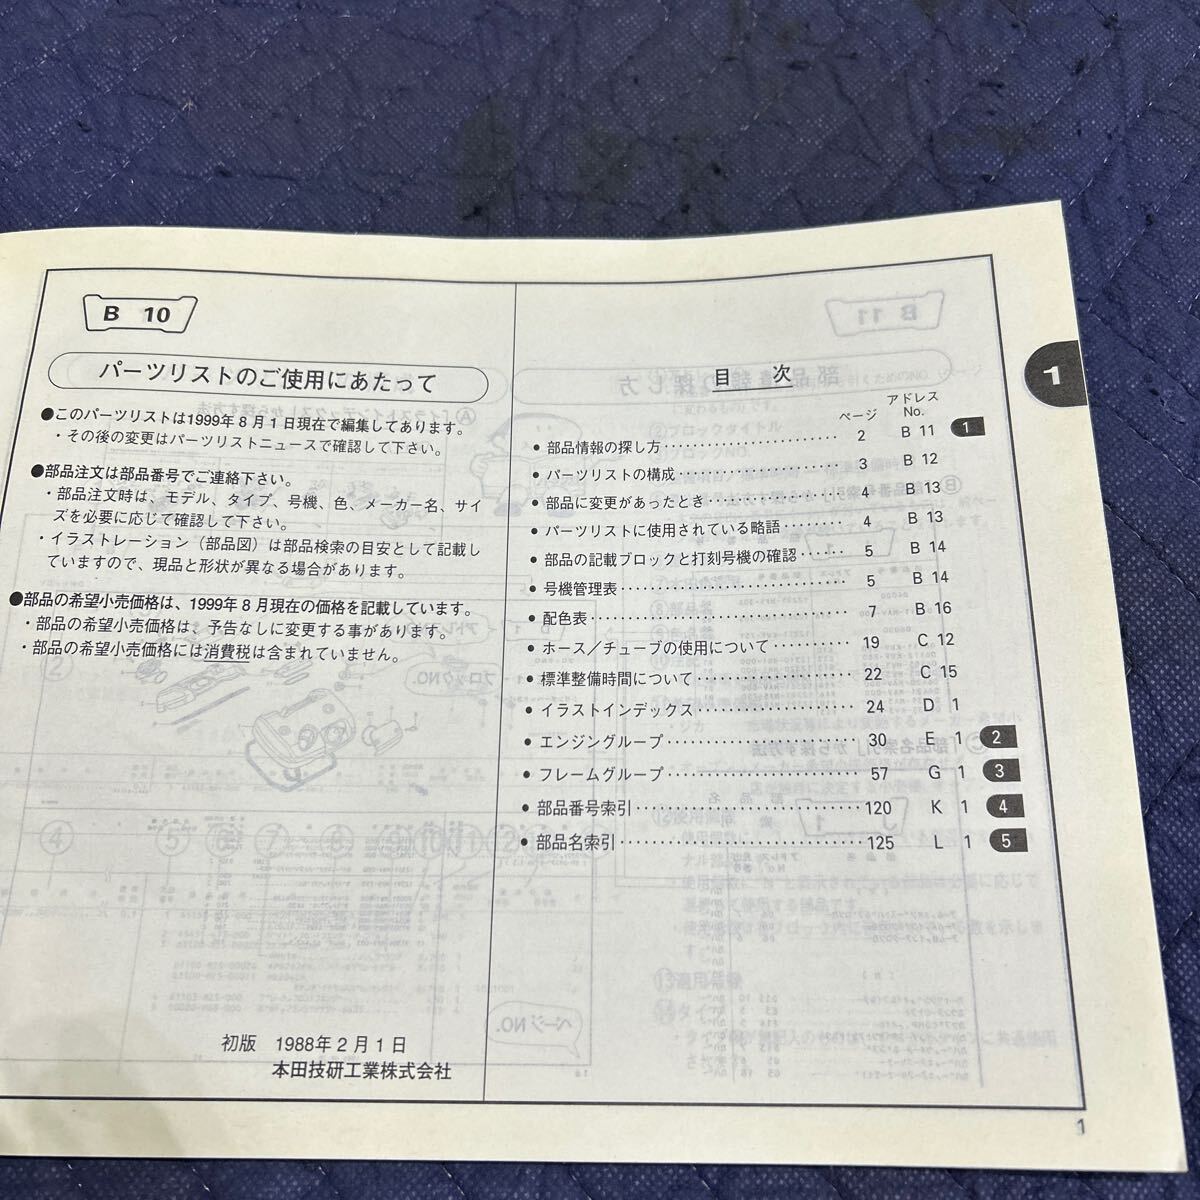 B 10
パーツリストのご使用にあたって
●このパーツリストは1999年8月1日現在で編集してあります。
・その後の変更はパーツリストニュースで確認して下さい。
●部品注文は部品番号でご連絡下さい。
・部品注文時は、モデル、タイプ、号機、色、メーカー名、サイ
ズを必要に応じて確認して下さい。
・イラストレーション（部品図）は部品検索の目安として記載し
ていますので、現品と形状が異なる場合があります。
●部品の希望小売価格は、1999年8月現在の価格を記載しています。
・部品の希望小売価格は、予告なしに変更する事があります。
・部品の希望小売価格には消費税は含まれていません。
初版 1988年2月1日
本田技研工業株式会社
目 次
ページ アドレス No.
● 部品情報の探し方 2 B 11 1
● パーツリストの構成 3 B 12
● 部品に変更があったとき 4 B 13
● パーツリストに使用されている略語 4 B 13
● 部品の記載ブロックと打刻号機の確認 5 B 14
● 号機管理表 5 B 14
● 配色表 7 B 16
● ホース／チューブの使用について 19 C 12
● 標準整備時間について 22 C 15
● イラストインデックス 24 D 1
● エンジングループ 30 E 1 2
● フレームグループ 57 G 1 3
● 部品番号索引 120 K 1 4
● 部品名索引 125 L 1 5
1
1